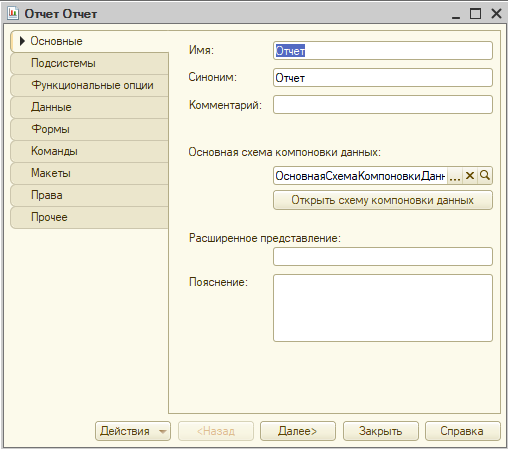 Отчет Отчет
Основные
Подсистемы
Функциональные опции
Данные
Формы
Команды
Макеты
Права
Прочее
Имя: Отчет
Синоним: Отчет
Комментарий:
Основная схема компоновки данных:
ОсновнаяСхемаКомпоновкиДанн ...
Открыть схему компоновки данных
Расширенное представление:
Пояснение:
Действия <Назад Далее> Закрыть Справка